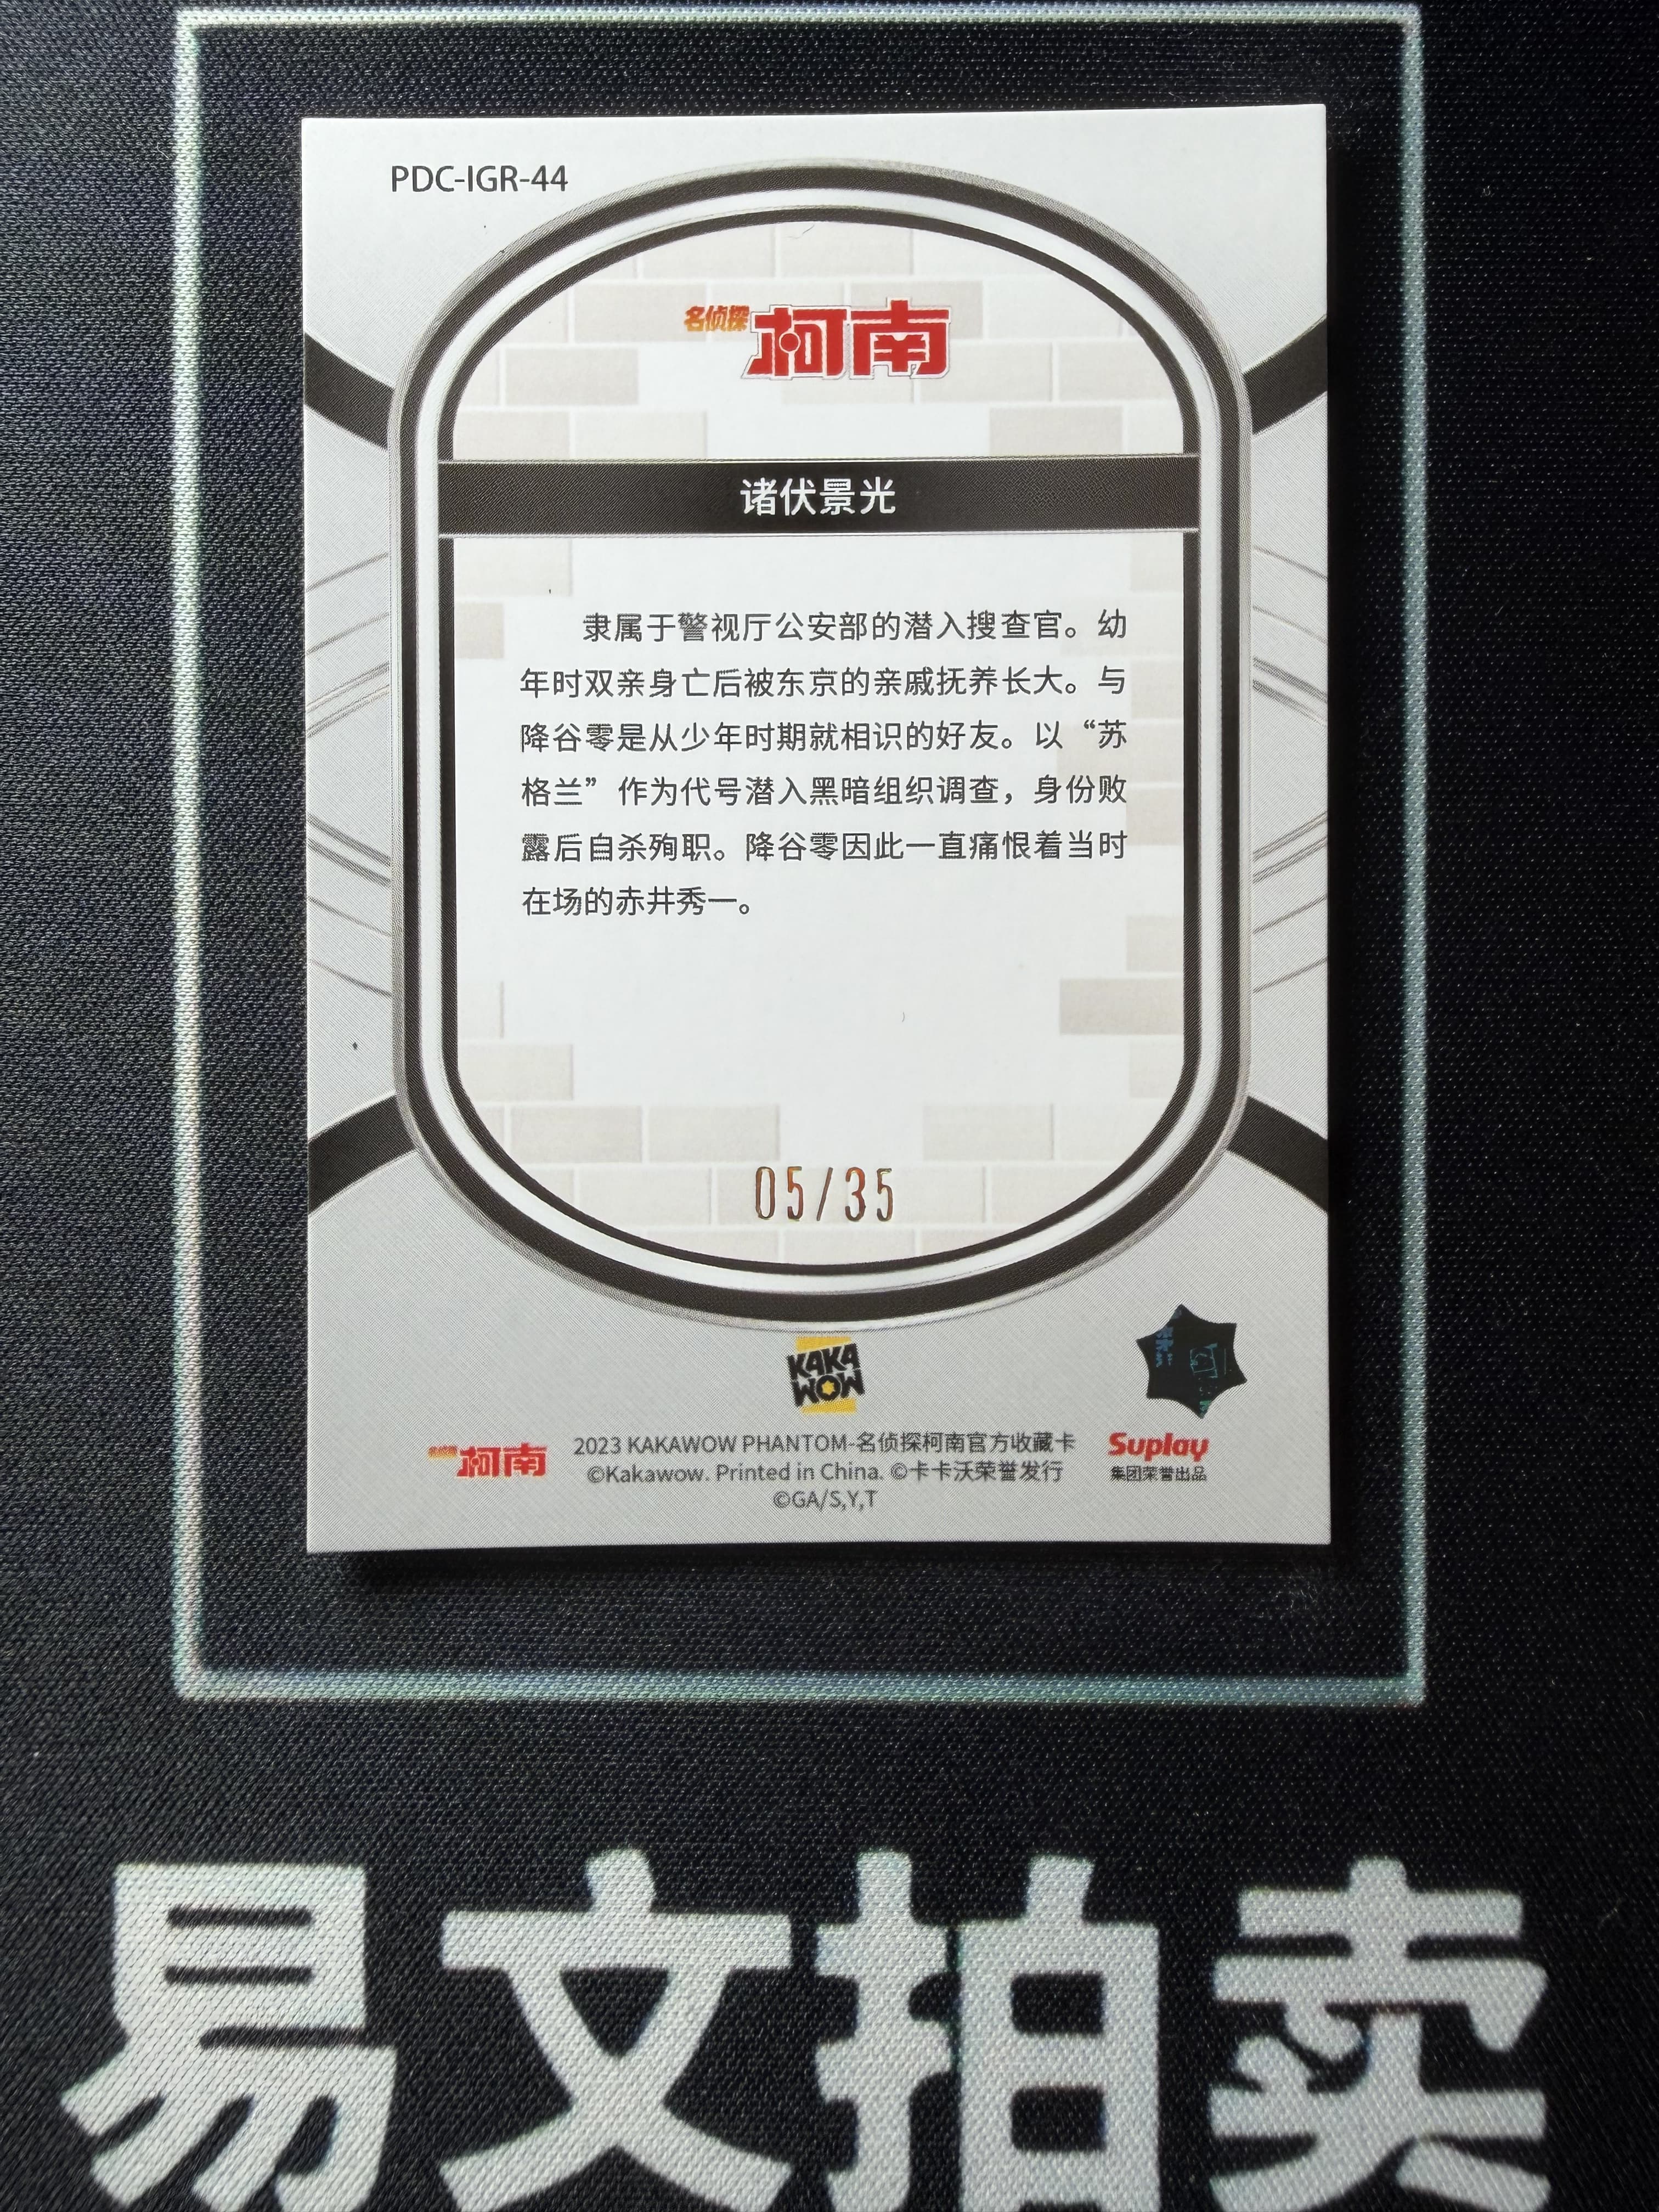 PDC-IGR-44
名侦探柯南
诸伏景光
隶属于警视厅公安部的潜入搜查官。幼
年时双亲身亡后被东京的亲戚抚养长大。与
降谷零是从少年时期就相识的好友。以“苏
格兰”作为代号潜入黑暗组织调查，身份败
露后自杀殉职。降谷零因此一直痛恨着当时
在场的赤井秀一。
05/35
KAKA
WOW
名侦探柯南
2023 KAKAWOW PHANTOM-名侦探柯南官方收藏卡
©Kakawow. Printed in China. ©卡卡沃荣誉发行
©GA/S,Y,T
Suplay
集团荣誉出品
易文拍卖